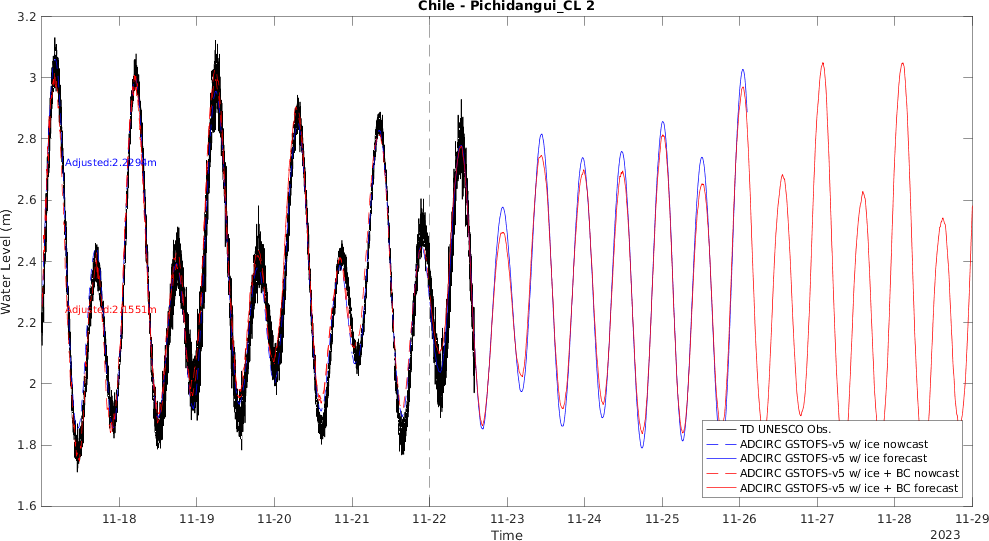 Chile - Pichidangui_CL 2
Water Level (m)
3.2
3
2.8
2.6
2.4
2.2
2
1.8
1.6
Adjusted:2.2294m
Adjusted:2.1551m
TD UNESCO Obs.
ADCIRC GSTOFS-v5 w/ ice nowcast
ADCIRC GSTOFS-v5 w/ ice forecast
ADCIRC GSTOFS-v5 w/ ice + BC nowcast
ADCIRC GSTOFS-v5 w/ ice + BC forecast
11-18 11-19 11-20 11-21 11-22 11-23 11-24 11-25 11-26 11-27 11-28 11-29
Time
2023